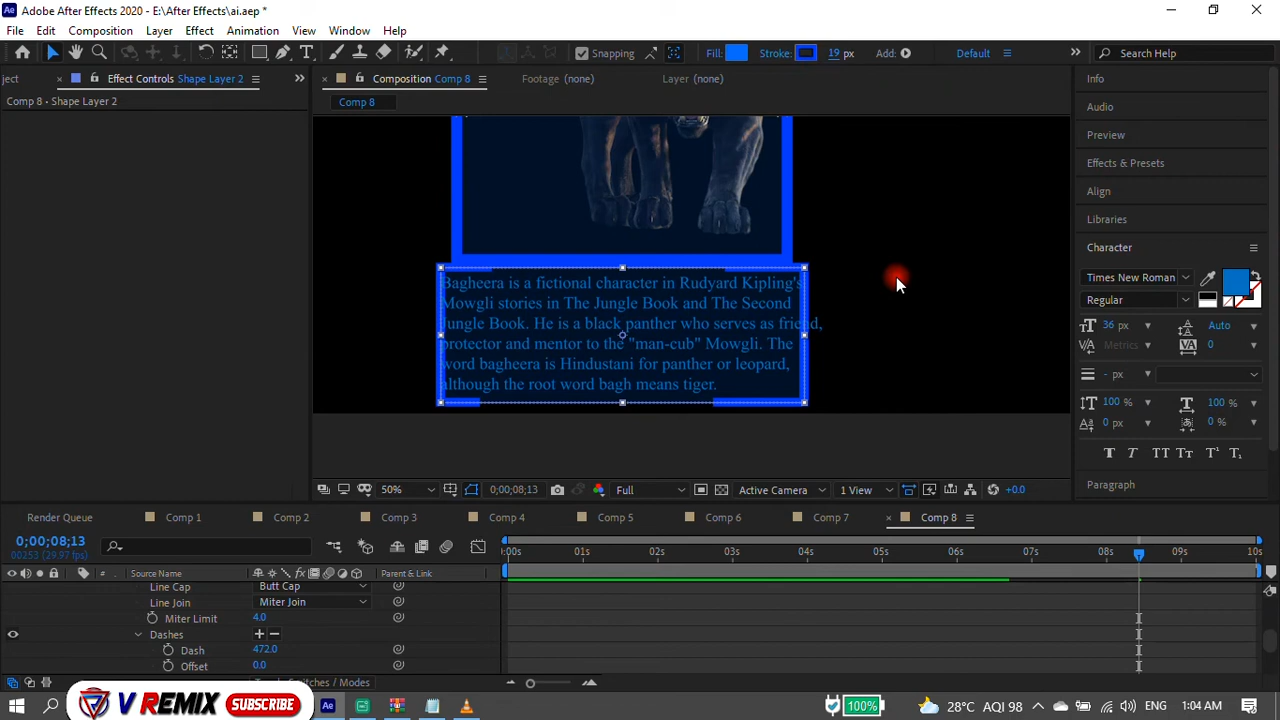 Adobe After Effects 2020 - E:\After Effects\ai.aep *
File Edit Composition Layer Effect Animation View Window Help
Snapping Fill: Stroke: 19 px Add: Default Search Help
ject Effect Controls Shape Layer 2 Composition Comp 8 Footage (none) Layer (none) Info
Comp 8 - Shape Layer 2 Comp 8 Audio
Preview
Effects & Presets
Align
Libraries
Character
Times New Roman
Regular
36 px Auto
Metrics 0
- px
100 % 100 %
0 px 0 %
T T TT Tt T¹ T₁
Paragraph
Bagheera is a fictional character in Rudyard Kipling's
Mowgli stories in The Jungle Book and The Second
Jungle Book. He is a black panther who serves as friend,
protector and mentor to the "man-cub" Mowgli. The
word bagheera is Hindustani for panther or leopard,
although the root word bagh means tiger.
50% 0;00;08;13 Full Active Camera 1 View +0.0
Render Queue Comp 1 Comp 2 Comp 3 Comp 4 Comp 5 Comp 6 Comp 7 Comp 8
0;00;08;13
00253 (29.97 fps)
:00s 01s 02s 03s 04s 05s 06s 07s 08s 09s 10s
# Source Name Parent & Link
Line Cap Butt Cap
Line Join Miter Join
Miter Limit 4.0
Dashes
Dash 472.0
Offset 0.0
Switches / Modes
V REMIX SUBSCRIBE
100% 28°C AQI 98 ENG 1:04 AM